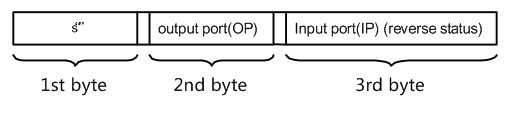 output port(OP) Input port(IP) (reverse status)
1st byte 2nd byte 3rd byte